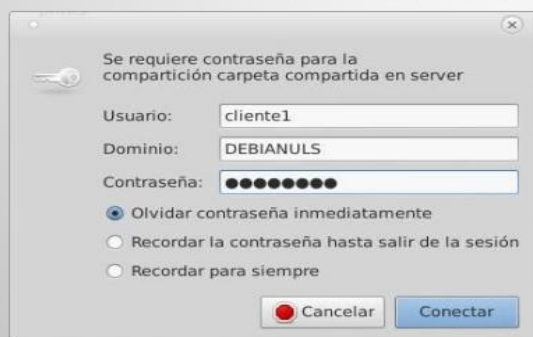 Se requiere contraseña para la
compartición carpeta compartida en server
Usuario: cliente1
Dominio: DEBIANULS
Contraseña: ●●●●●●●●
Olvidar contraseña inmediatamente
Recordar la contraseña hasta salir de la sesión
Recordar para siempre
Cancelar Conectar